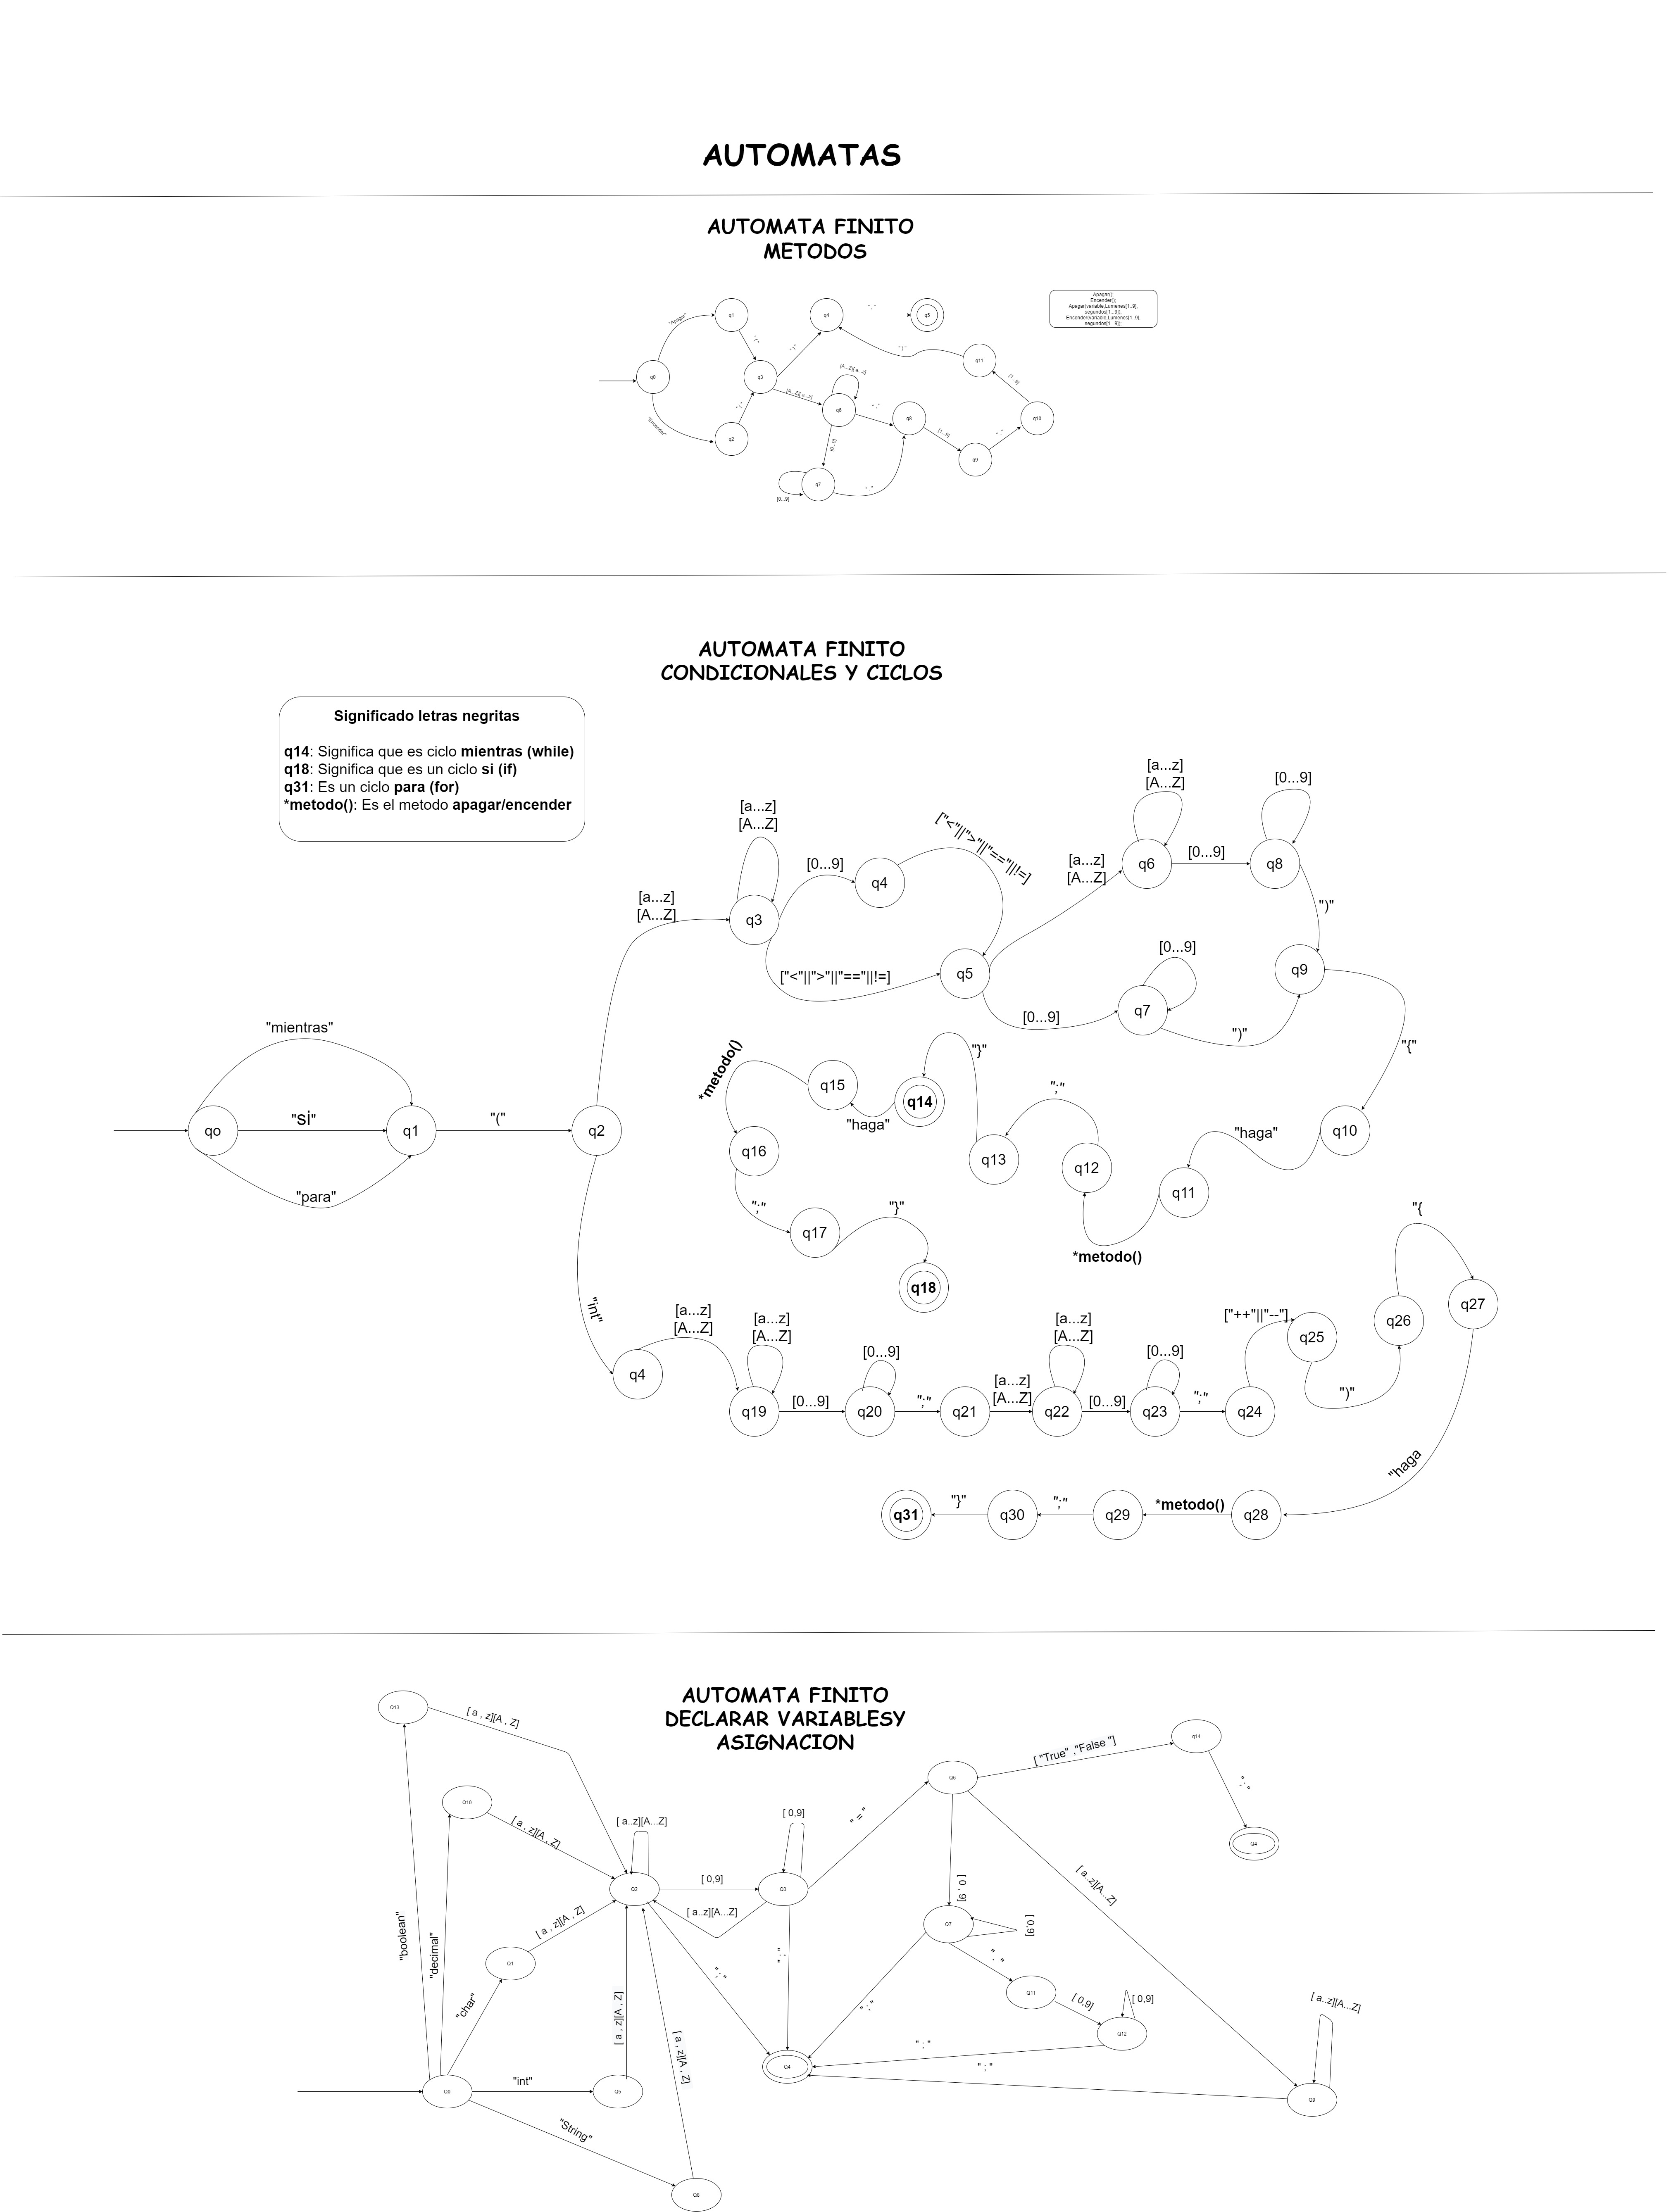 AUTOMATAS
AUTOMATA FINITO
METODOS
Apagar();
Encender();
Apagar(variable,Lumenes[1..9],
segundos[1...9]);
Encender(variable,Lumenes[1..9],
segundos[1...9]);
q0
"Apagar"
q1
"("
"Encender"
q2
"("
q3
")"
q4
";"
q5
[A...Z][a...z]
[A...Z][a...z]
q6
","
[0...9]
q7
[0...9]
","
q8
[1...9]
q9
","
q10
[1...9]
q11
")"
AUTOMATA FINITO
CONDICIONALES Y CICLOS
Significado letras negritas
q14: Significa que es ciclo mientras (while)
q18: Significa que es un ciclo si (if)
q31: Es un ciclo para (for)
*metodo(): Es el metodo apagar/encender
qo
"mientras"
"si"
"para"
q1
"("
q2
[a...z]
[A...Z]
q3
[a...z]
[A...Z]
[0...9]
q4
["<"||">"||"=="||!=]
["<"||">"||"=="||!=]
q5
[a...z]
[A...Z]
q6
[a...z]
[A...Z]
[0...9]
q8
[0...9]
")"
[0...9]
q7
[0...9]
")"
q9
"{"
q10
"haga"
q11
*metodo()
q12
";"
q13
"}"
q14
"haga"
q15
*metodo()
q16
";"
q17
"}"
q18
"int"
q4
[a...z]
[A...Z]
q19
[a...z]
[A...Z]
[0...9]
q20
[0...9]
";"
q21
[a...z]
[A...Z]
q22
[a...z]
[A...Z]
[0...9]
q23
[0...9]
";"
q24
["++"||"--"]
q25
")"
q26
"{
q27
"haga
q28
*metodo()
q29
";"
q30
"}"
q31
AUTOMATA FINITO
DECLARAR VARIABLESY
ASIGNACION
Q13
[ a , z][A , Z]
Q10
[ a , z][A , Z]
"boolean"
"decimal"
"char"
Q1
[ a , z][A , Z]
Q0
"int"
Q5
[ a , z][A , Z]
"String"
[ a , z][A , Z]
Q2
[ a..z][A...Z]
[ 0,9]
[ a..z][A...Z]
Q3
[ 0,9]
" = "
" ; "
" ; "
Q4
[ "True" ,"False "]
q14
" ; "
Q4
[ 0 , 9]
Q7
[ 0,9]
" ; "
Q11
[ 0,9]
Q12
[ 0,9]
" ; "
[ a..z][A...Z]
Q9
[ a..z][A...Z]
" ; "